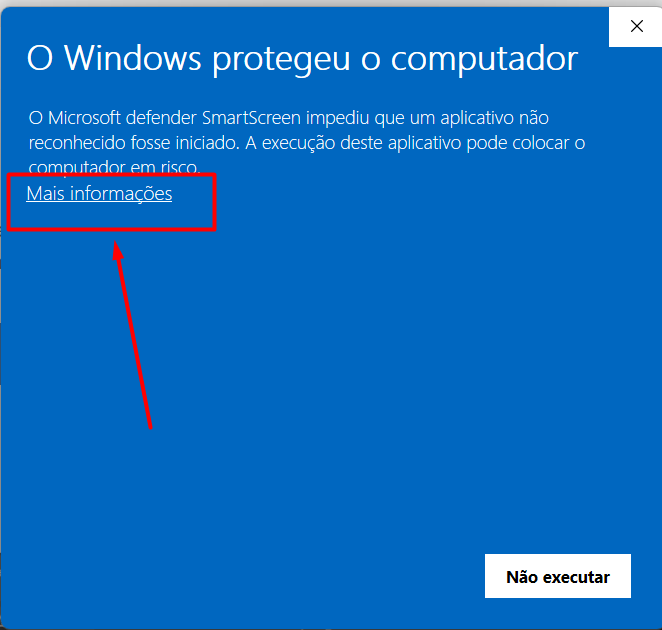 O Windows protegeu o computador
O Microsoft defender SmartScreen impediu que um aplicativo não
reconhecido fosse iniciado. A execução deste aplicativo pode colocar o
computador em risco.
Mais informações
Não executar